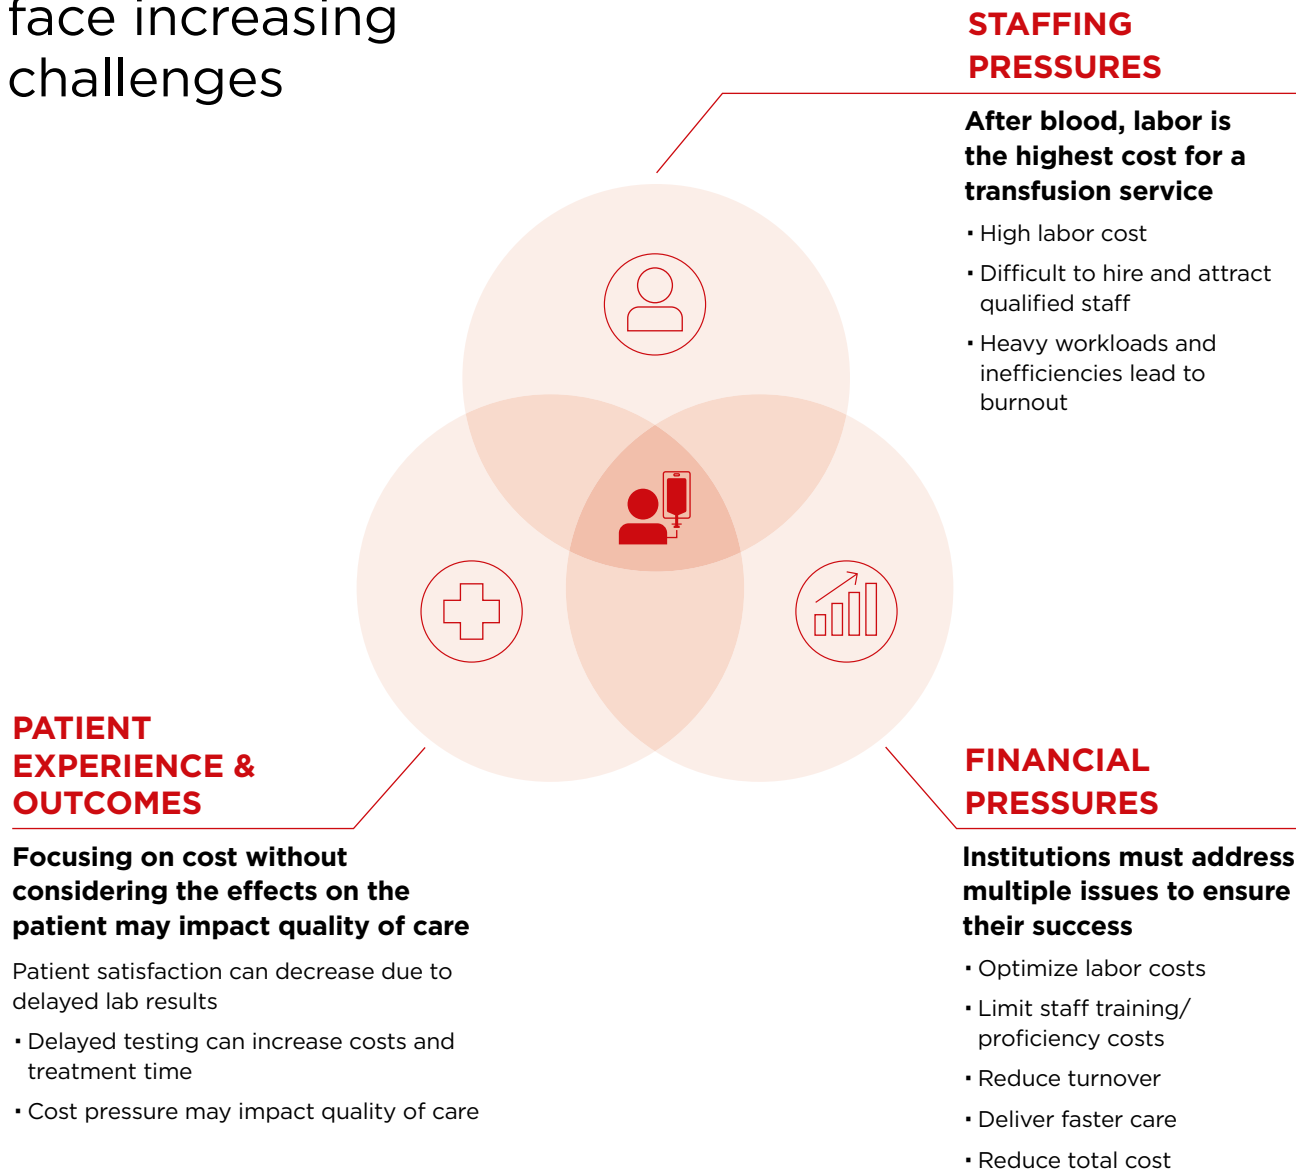 face increasing
challenges
STAFFING
PRESSURES
After blood, labor is
the highest cost for a
transfusion service
· High labor cost
· Difficult to hire and attract
qualified staff
· Heavy workloads and
inefficiencies lead to
burnout
PATIENT
EXPERIENCE &
OUTCOMES
Focusing on cost without
considering the effects on the
patient may impact quality of care
Patient satisfaction can decrease due to
delayed lab results
· Delayed testing can increase costs and
treatment time
· Cost pressure may impact quality of care
FINANCIAL
PRESSURES
Institutions must address
multiple issues to ensure
their success
· Optimize labor costs
· Limit staff training/
proficiency costs
· Reduce turnover
· Deliver faster care
· Reduce total cost